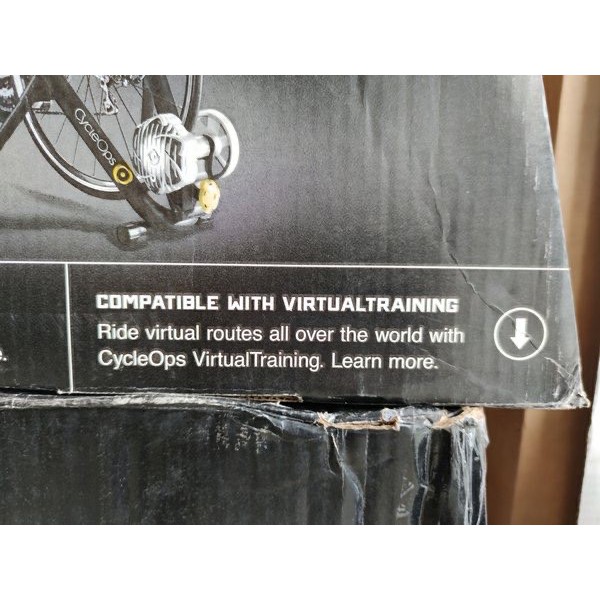 CycleOps
COMPATIBLE WITH VIRTUALTRAINING
Ride virtual routes all over the world with
CycleOps VirtualTraining. Learn more.